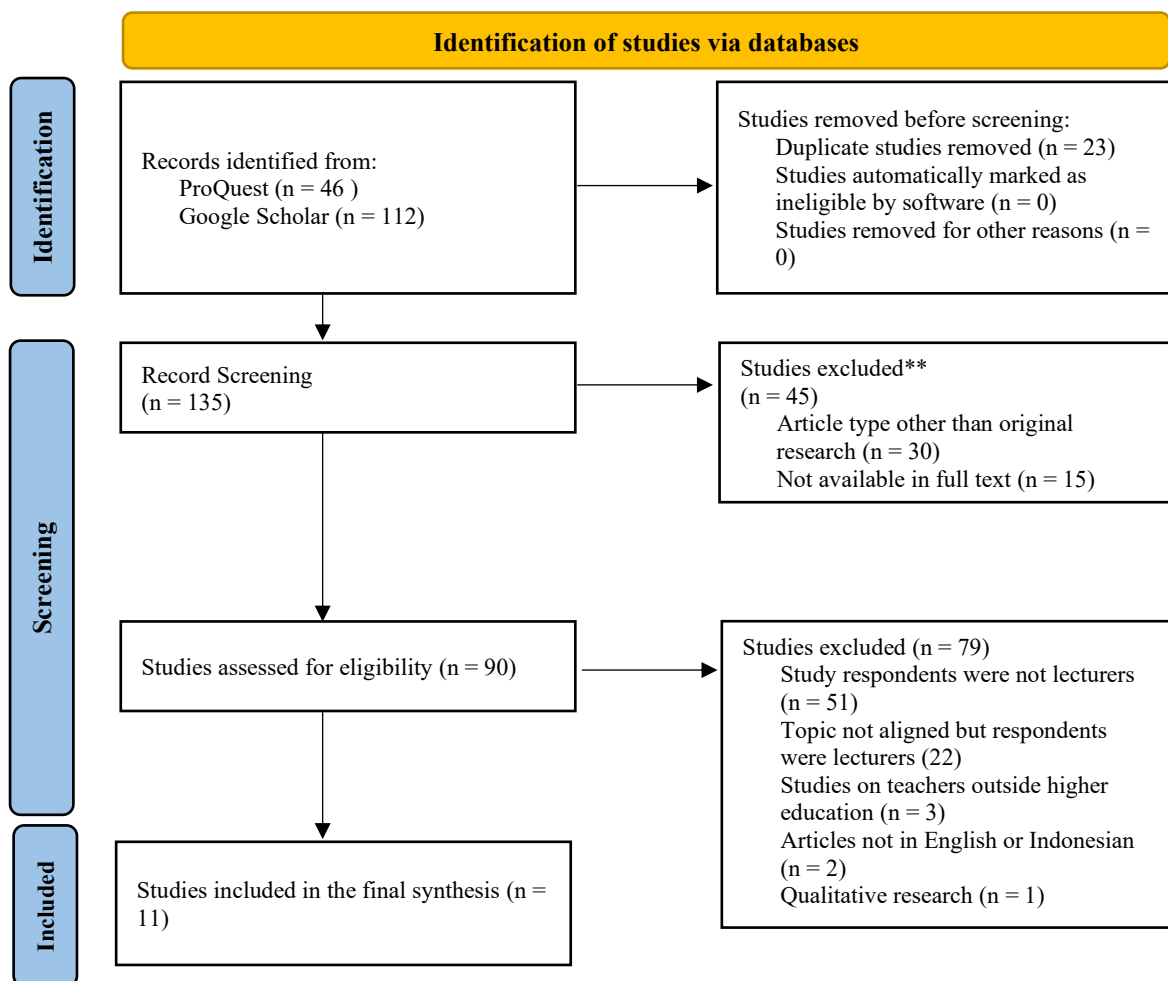 Identification of studies via databases
Identification
Records identified from:
ProQuest (n = 46 )
Google Scholar (n = 112)
Studies removed before screening:
Duplicate studies removed (n = 23)
Studies automatically marked as
ineligible by software (n = 0)
Studies removed for other reasons (n =
0)
Screening
Record Screening
(n = 135)
Studies excluded**
(n = 45)
Article type other than original
research (n = 30)
Not available in full text (n = 15)
Studies assessed for eligibility (n = 90)
Studies excluded (n = 79)
Study respondents were not lecturers
(n = 51)
Topic not aligned but respondents
were lecturers (22)
Studies on teachers outside higher
education (n = 3)
Articles not in English or Indonesian
(n = 2)
Qualitative research (n = 1)
Included
Studies included in the final synthesis (n =
11)